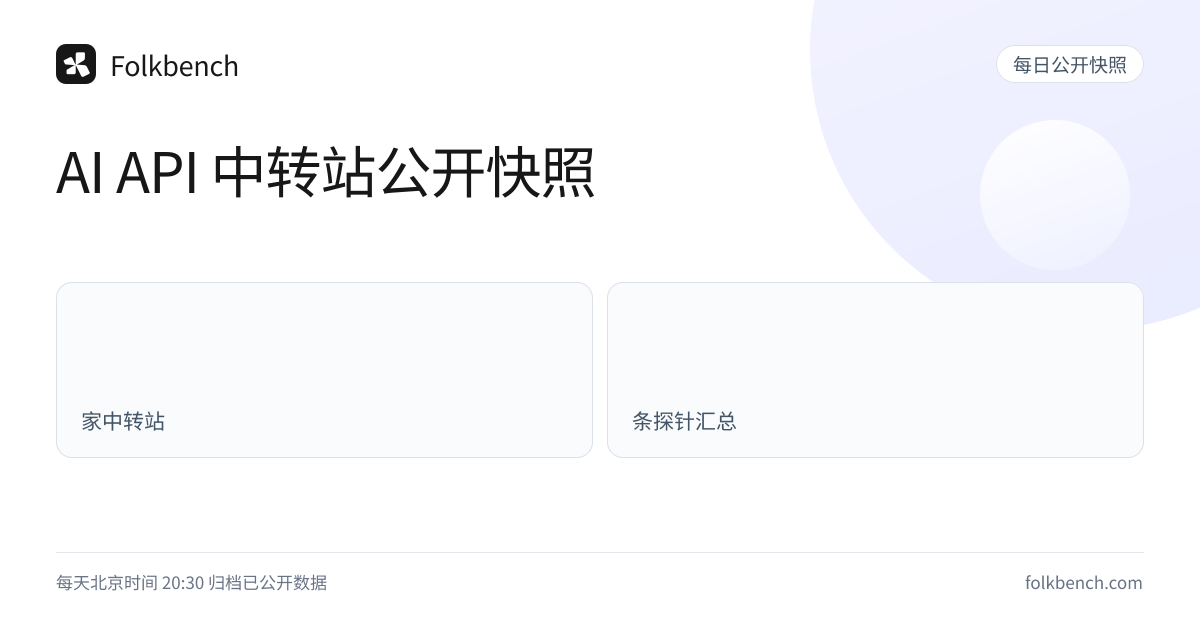 Folkbench
每日公开快照
AI API 中转站公开快照
家中转站
条探针汇总
每天北京时间 20:30 归档已公开数据
folkbench.com